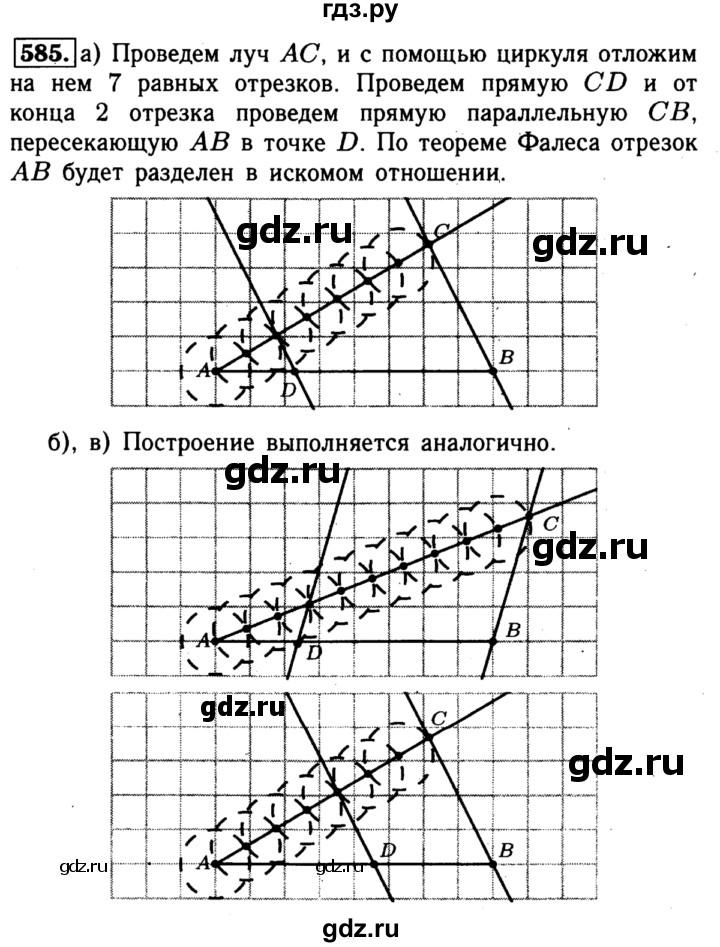 гдз.ру
585. а) Проведем луч AC, и с помощью циркуля отложим
на нем 7 равных отрезков. Проведем прямую CD и от
конца 2 отрезка проведем прямую параллельную CB,
пересекающую AB в точке D. По теореме Фалеса отрезок
AB будет разделен в искомом отношении.
gdz.ru
C
gdz.ru
A
D
B
б), в) Построение выполняется аналогично.
gdz.ru
C
gdz.ru
A
D
B
gdz.ru
C
gdz.ru
A
D
B
gdz.ru
gdz.ru
gdz.ru
gdz.ru